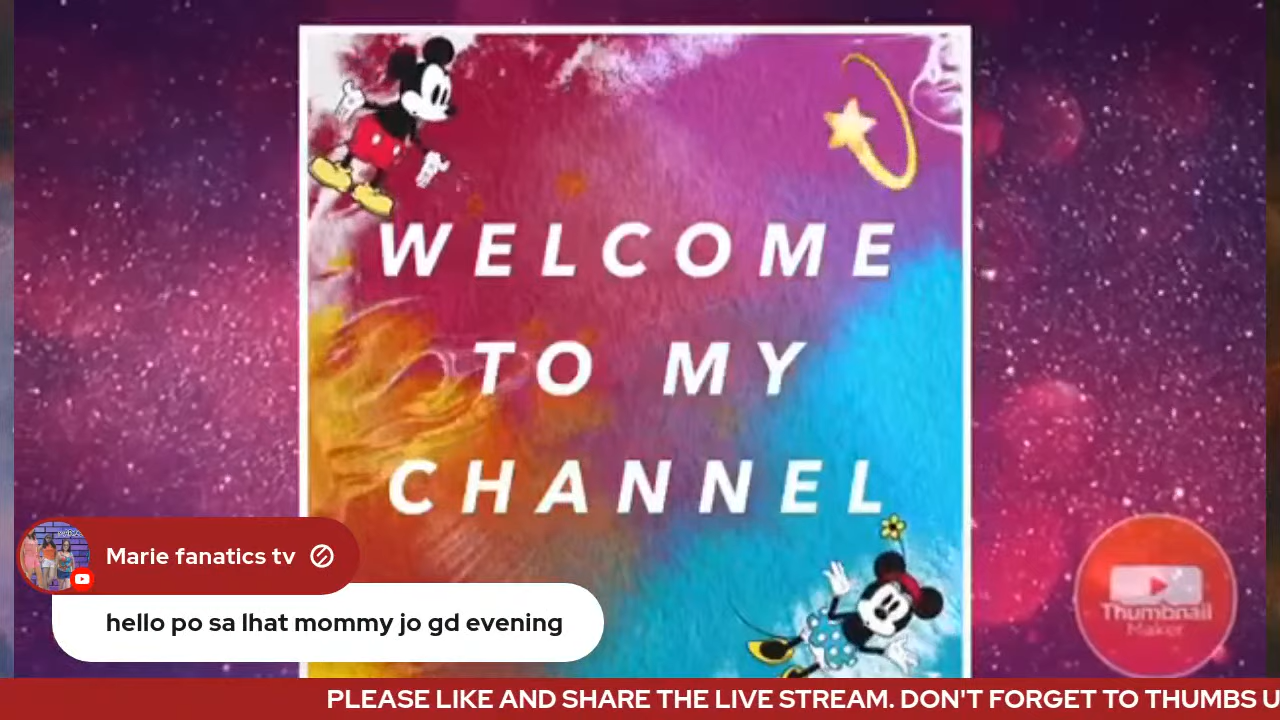 WELCOME
TO MY
CHANNEL
Marie fanatics tv
hello po sa lhat mommy jo gd evening
Thumbnail
Maker
PLEASE LIKE AND SHARE THE LIVE STREAM. DON'T FORGET TO THUMBS U